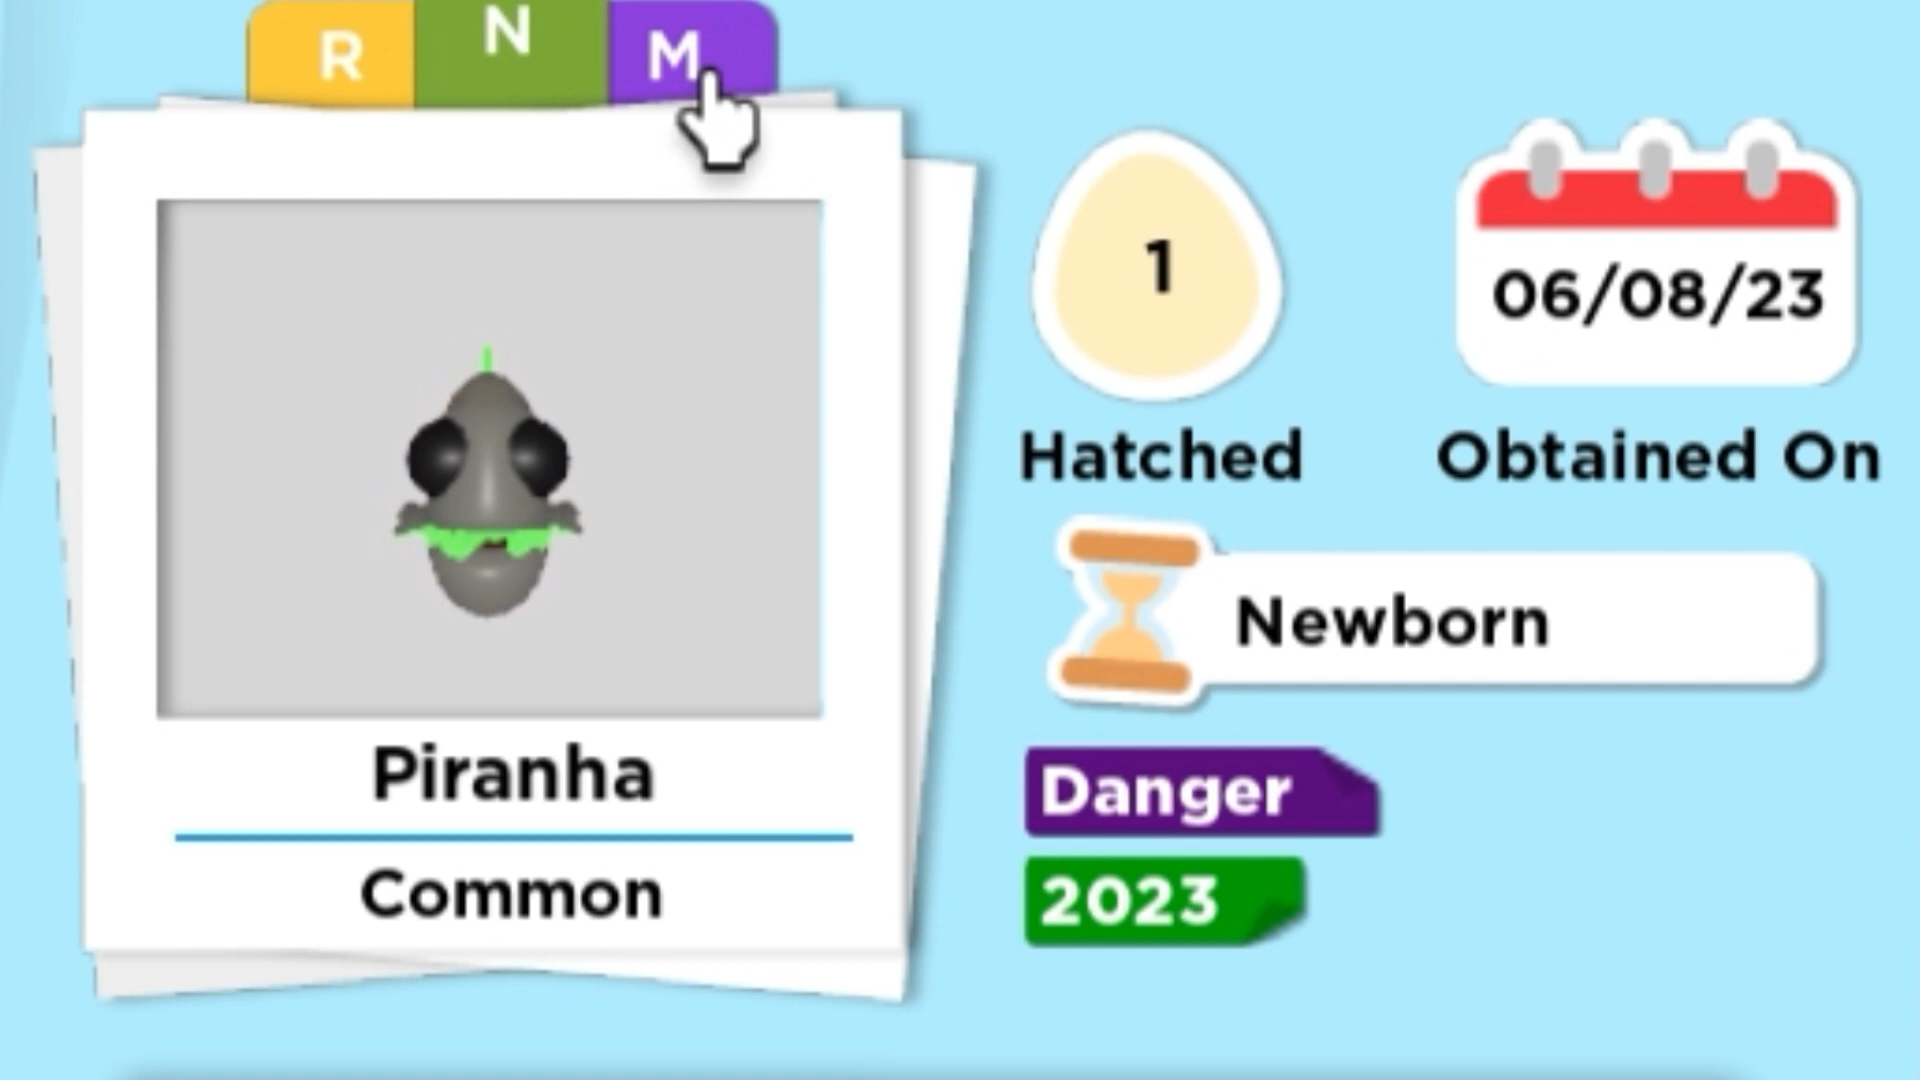 R
N
M
1
06/08/23
Hatched
Obtained On
Newborn
Piranha
Danger
Common
2023